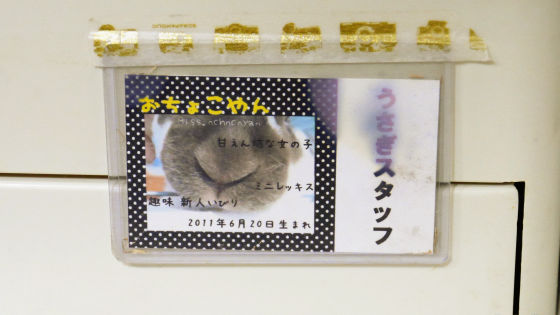 おちょこやん
Miss.ochocoyan
甘えん坊な女の子
ミニレッキス
趣味 新人いびり
2011年6月20日生まれ
うさぎスタッフ